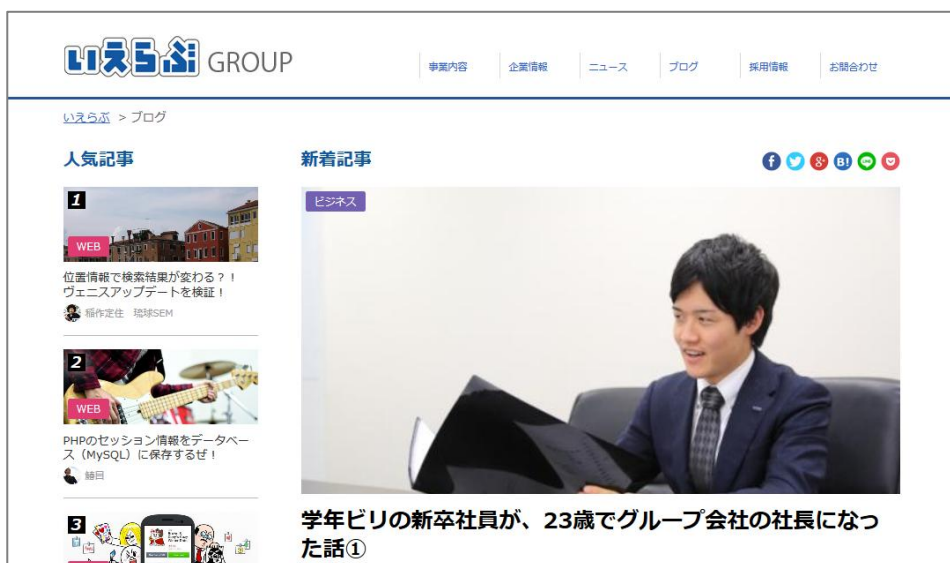 いえらぶ GROUP
事業内容
企業情報
ニュース
ブログ
採用情報
お問合わせ
いえらぶ > ブログ
人気記事
1
WEB
位置情報で検索結果が変わる？！
ヴェニスアップデートを検証！
稲作定住 琉球SEM
2
WEB
PHPのセッション情報をデータベー
ス（MySQL）に保存するぜ！
3
新着記事
ビジネス
学年ビリの新卒社員が、23歳でグループ会社の社長になっ
た話①